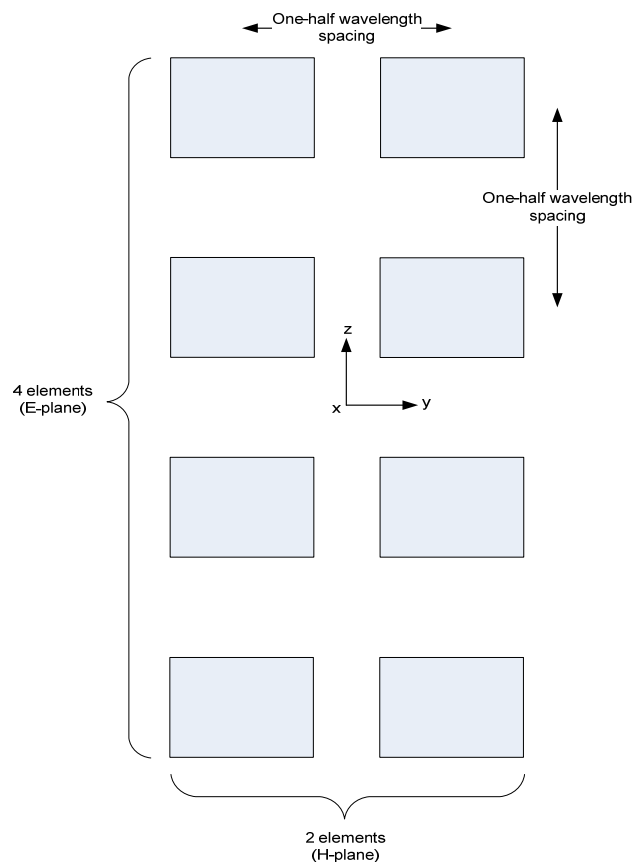 One-half wavelength
spacing
One-half wavelength
spacing
z
x
y
4 elements
(E-plane)
2 elements
(H-plane)